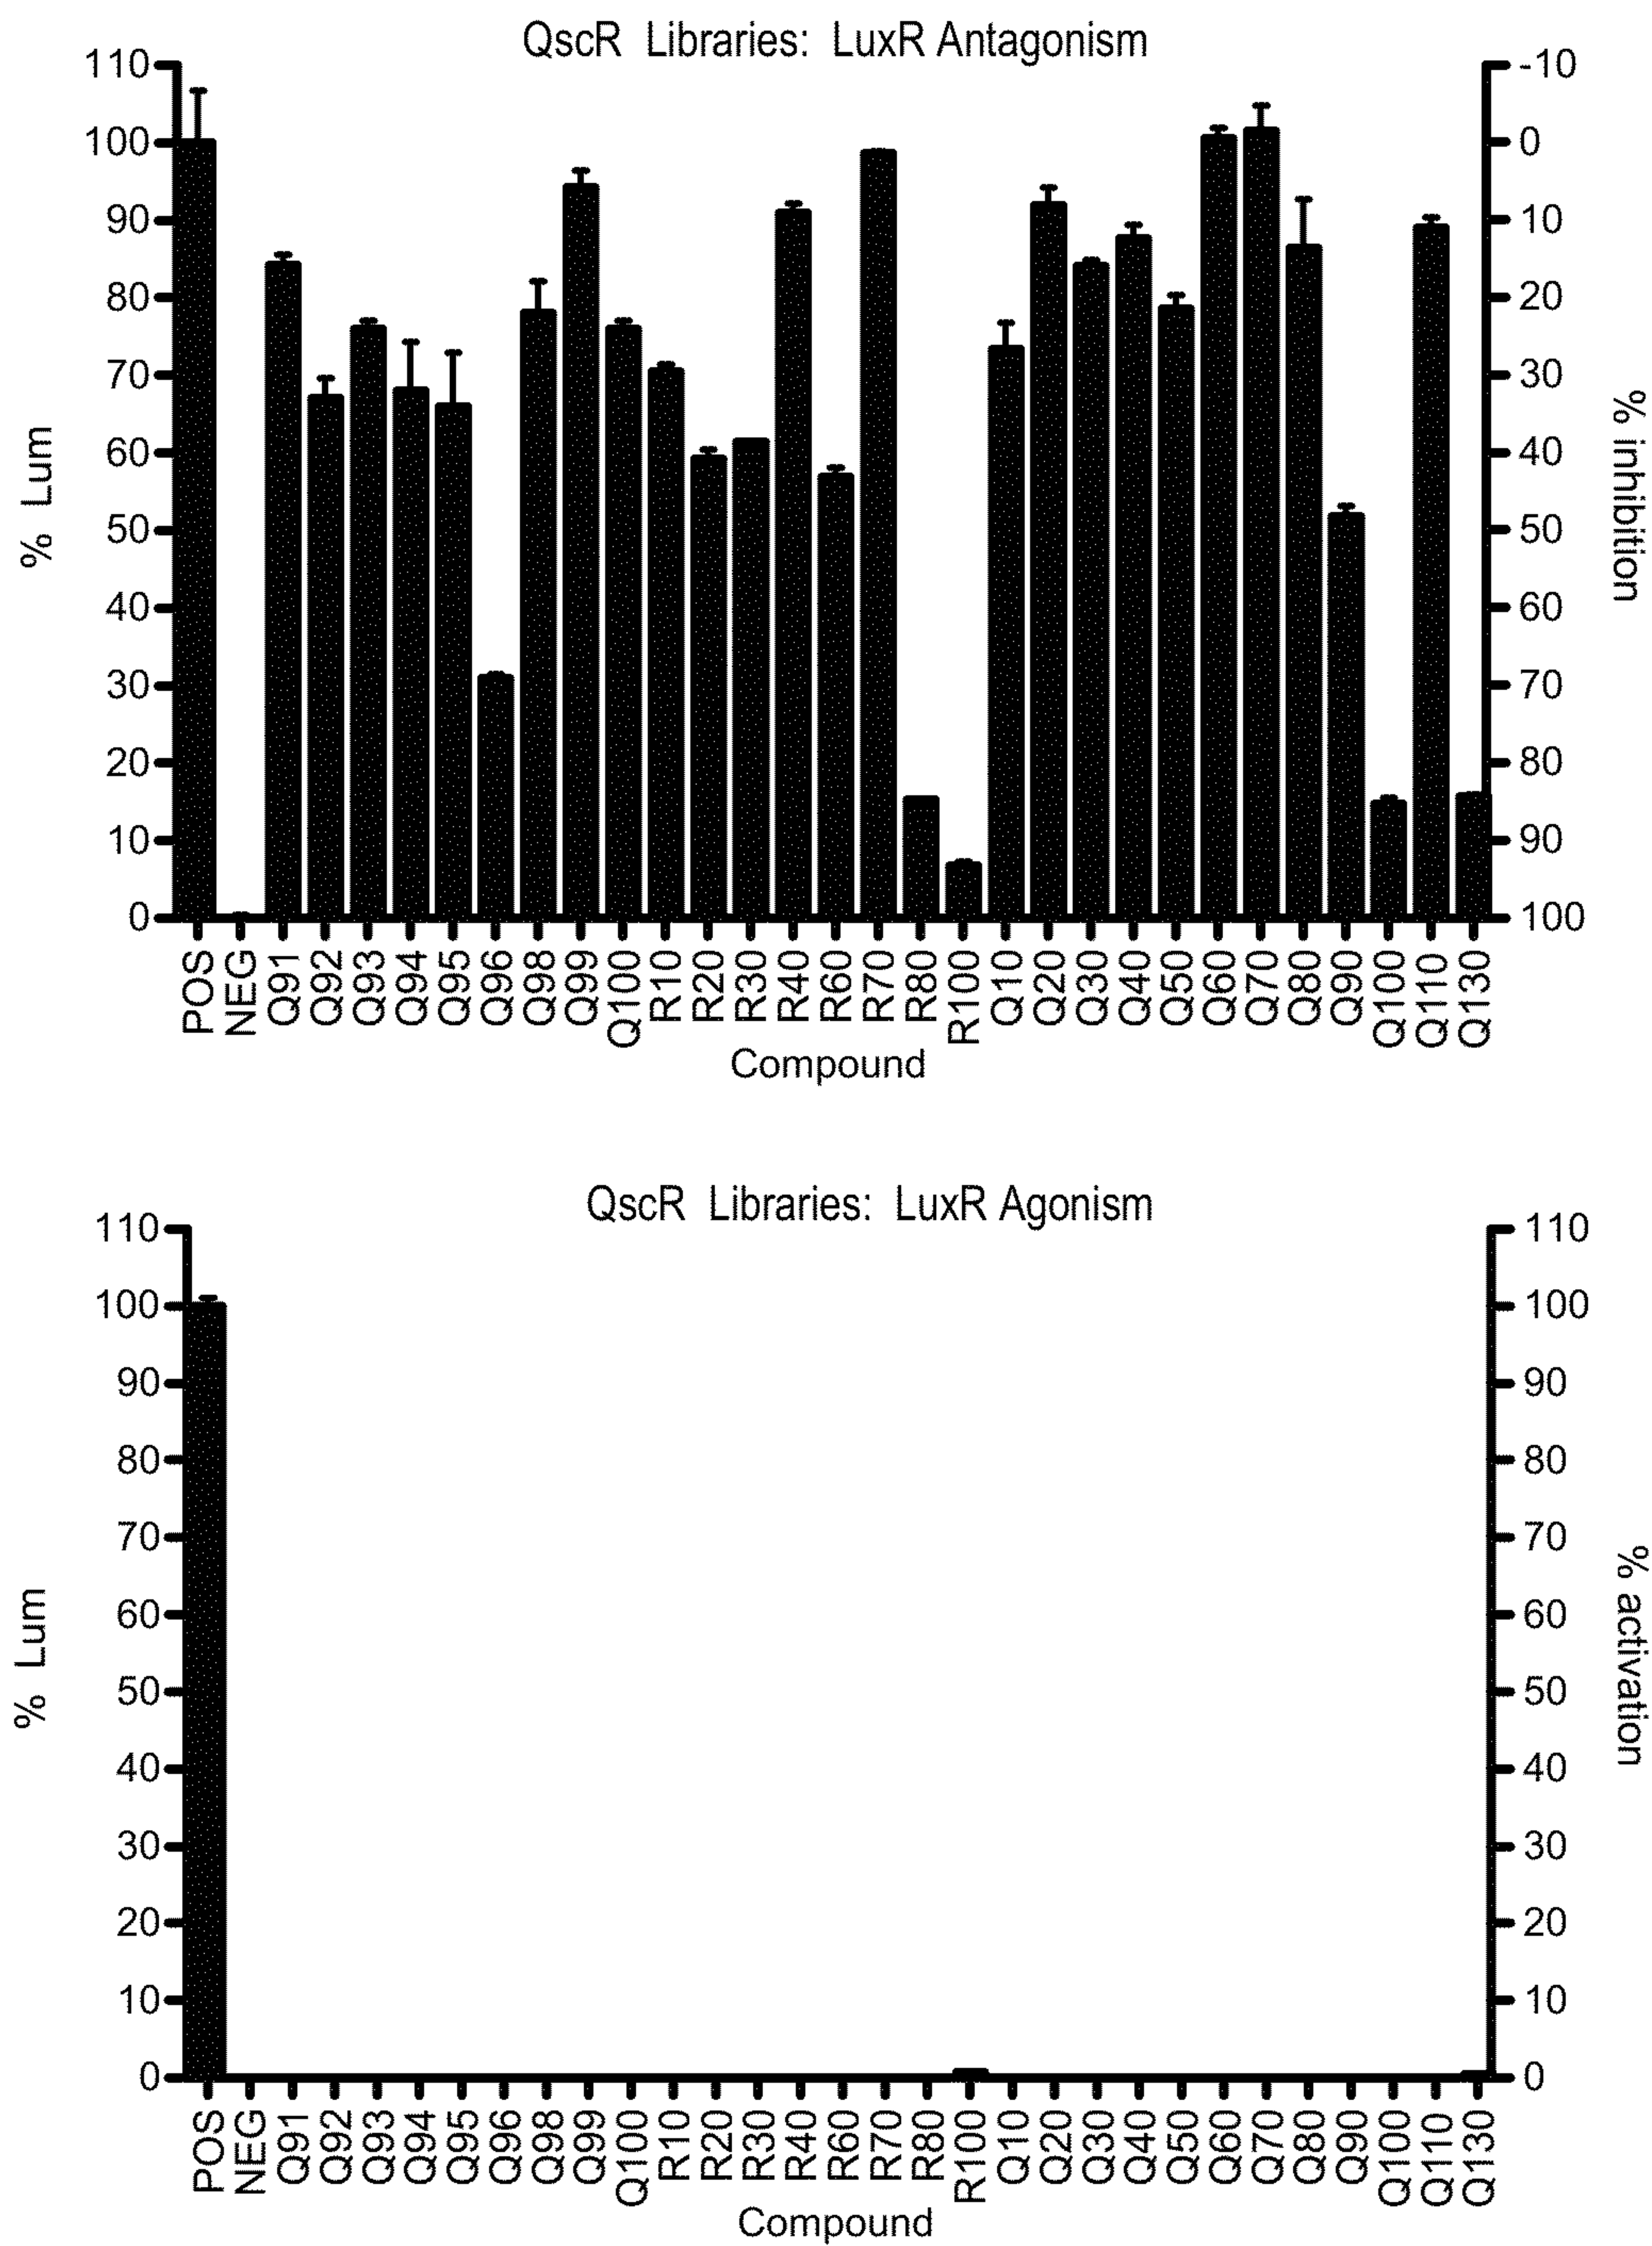 QscR Libraries: LuxR Antagonism
110
100
90
80
70
60
50
40
30
20
10
0
% Lum
-10
0
10
20
30
40
50
60
70
80
90
100
% inhibition
POS
NEG
Q91
Q92
Q93
Q94
Q95
Q96
Q98
Q99
Q100
R10
R20
R30
R40
R60
R70
R80
R100
Q10
Q20
Q30
Q40
Q50
Q60
Q70
Q80
Q90
Q100
Q110
Q130
Compound
QscR Libraries: LuxR Agonism
110
100
90
80
70
60
50
40
30
20
10
0
% Lum
110
100
90
80
70
60
50
40
30
20
10
0
% activation
POS
NEG
Q91
Q92
Q93
Q94
Q95
Q96
Q98
Q99
Q100
R10
R20
R30
R40
R60
R70
R80
R100
Q10
Q20
Q30
Q40
Q50
Q60
Q70
Q80
Q90
Q100
Q110
Q130
Compound